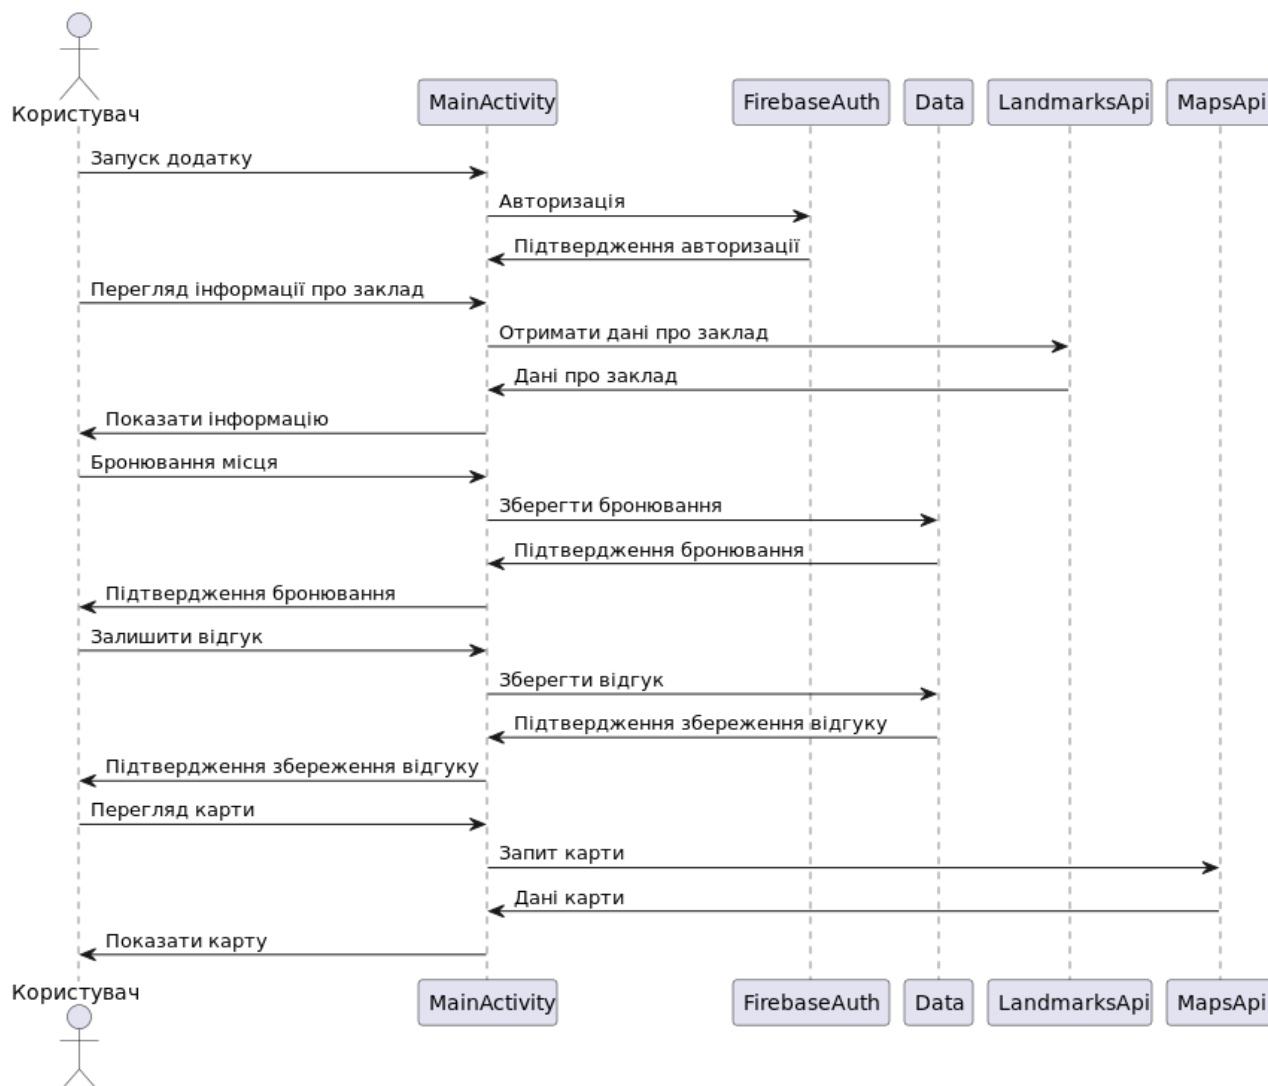 Користувач
MainActivity
FirebaseAuth
Data
LandmarksApi
MapsApi
Запуск додатку
Авторизація
Підтвердження авторизації
Перегляд інформації про заклад
Отримати дані про заклад
Дані про заклад
Показати інформацію
Бронювання місця
Зберегти бронювання
Підтвердження бронювання
Підтвердження бронювання
Залишити відгук
Зберегти відгук
Підтвердження збереження відгуку
Підтвердження збереження відгуку
Перегляд карти
Запит карти
Дані карти
Показати карту
Користувач
MainActivity
FirebaseAuth
Data
LandmarksApi
MapsApi